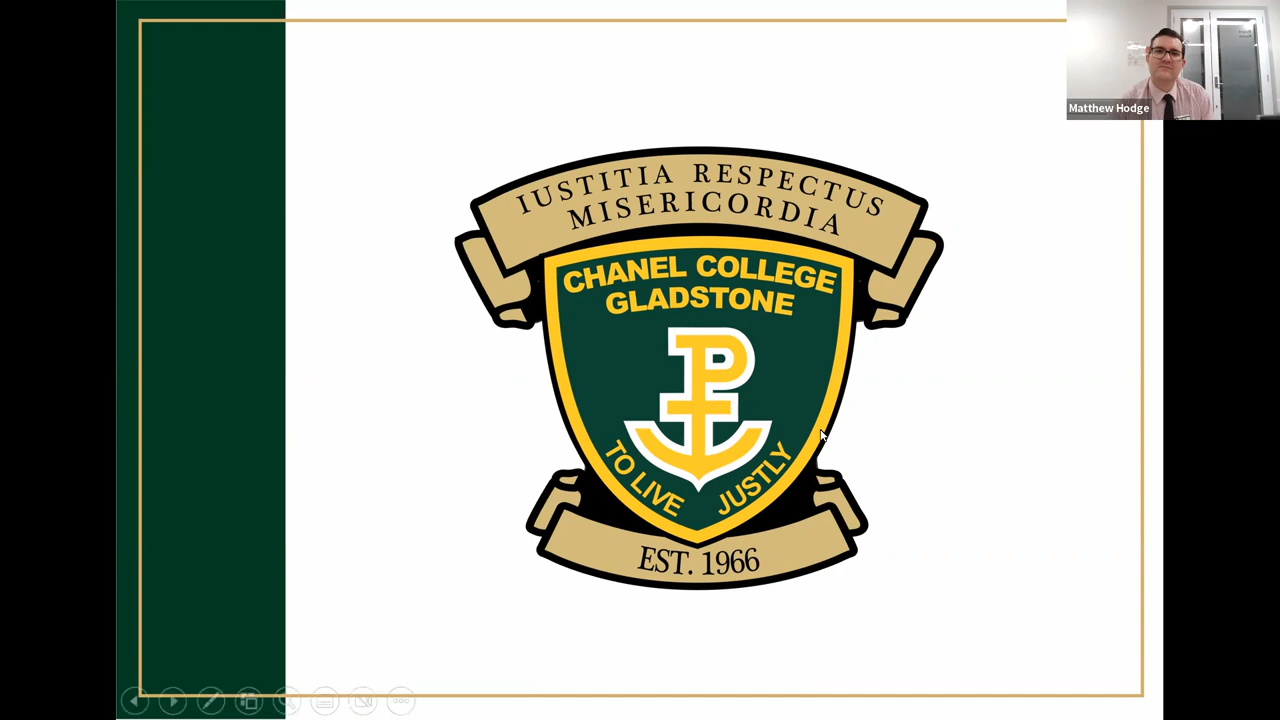 Matthew Hodge
IUSTITIA RESPECTUS
MISERICORDIA
CHANEL COLLEGE
GLADSTONE
TO LIVE JUSTLY
EST. 1966